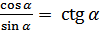 cos α / sin α = ctg α